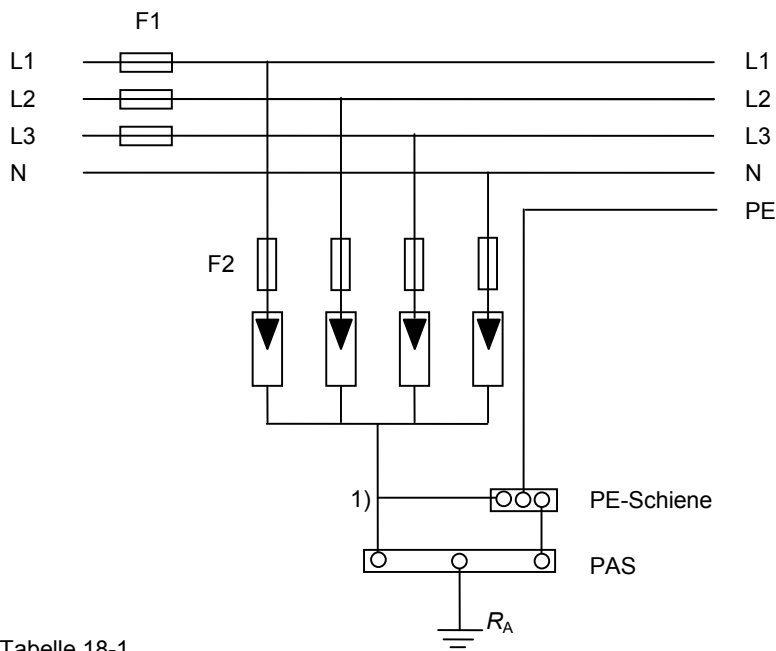 F1
L1 L1
L2 L2
L3 L3
N N
PE
F2
1) PE-Schiene
PAS
RA
Tabelle 18-1